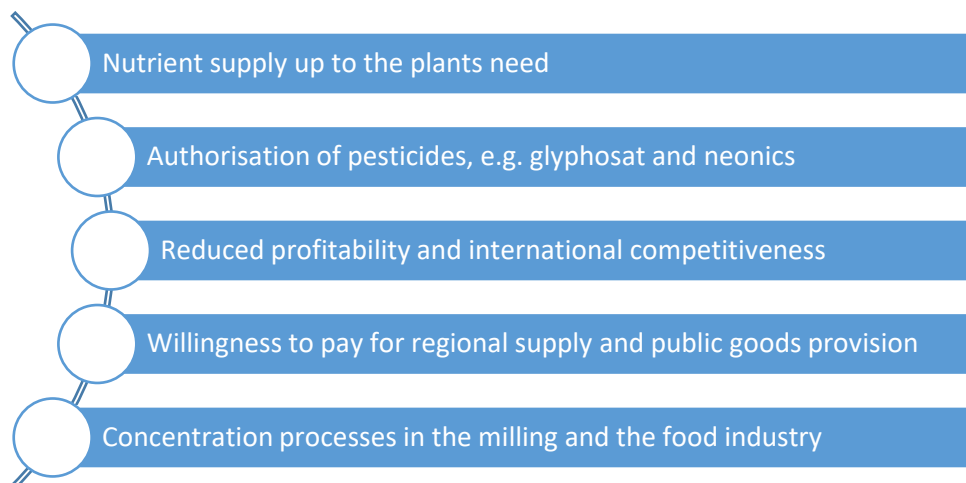 Nutrient supply up to the plants need
Authorisation of pesticides, e.g. glyphosat and neonics
Reduced profitability and international competitiveness
Willingness to pay for regional supply and public goods provision
Concentration processes in the milling and the food industry